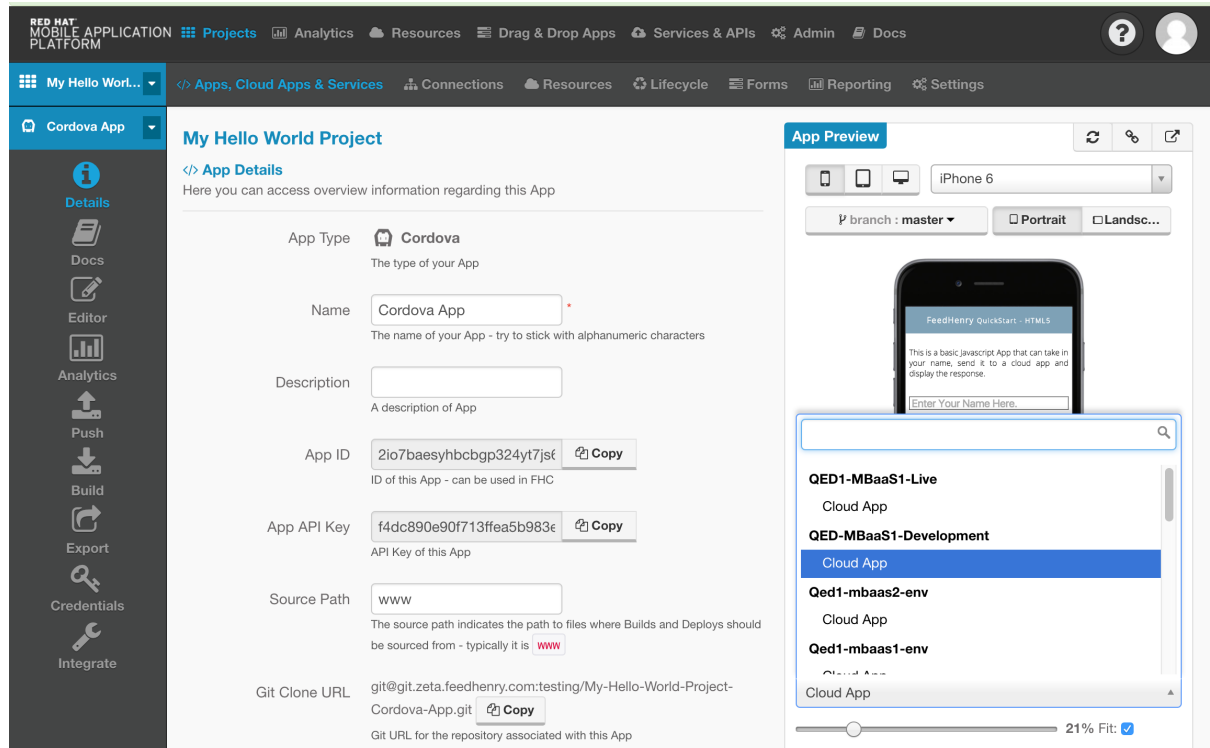 RED HAT
MOBILE APPLICATION
PLATFORM
Projects
Analytics
Resources
Drag & Drop Apps
Services & APIs
Admin
Docs
?
My Hello Worl...
Apps, Cloud Apps & Services
Connections
Resources
Lifecycle
Forms
Reporting
Settings
Cordova App
Details
Docs
Editor
Analytics
Push
Build
Export
Credentials
Integrate
My Hello World Project
</> App Details
Here you can access overview information regarding this App
App Type
Cordova
The type of your App
Name
Cordova App
*
The name of your App - try to stick with alphanumeric characters
Description
A description of App
App ID
2io7baesyhbcbgp324yt7js6
Copy
ID of this App - can be used in FHC
App API Key
f4dc890e90f713ffea5b983e
Copy
API Key of this App
Source Path
www
The source path indicates the path to files where Builds and Deploys should
be sourced from - typically it is www
Git Clone URL
git@git.zeta.feedhenry.com:testing/My-Hello-World-Project-
Cordova-App.git
Copy
Git URL for the repository associated with this App
App Preview
iPhone 6
branch : master
Portrait
Landsc...
FeedHenry QuickStart - HTML5
This is a basic Javascript App that can take in
your name, send it to a cloud app and
display the response.
Enter Your Name Here.
QED1-MBaaS1-Live
Cloud App
QED-MBaaS1-Development
Cloud App
Qed1-mbaas2-env
Cloud App
Qed1-mbaas1-env
Cloud App
Cloud App
21% Fit: